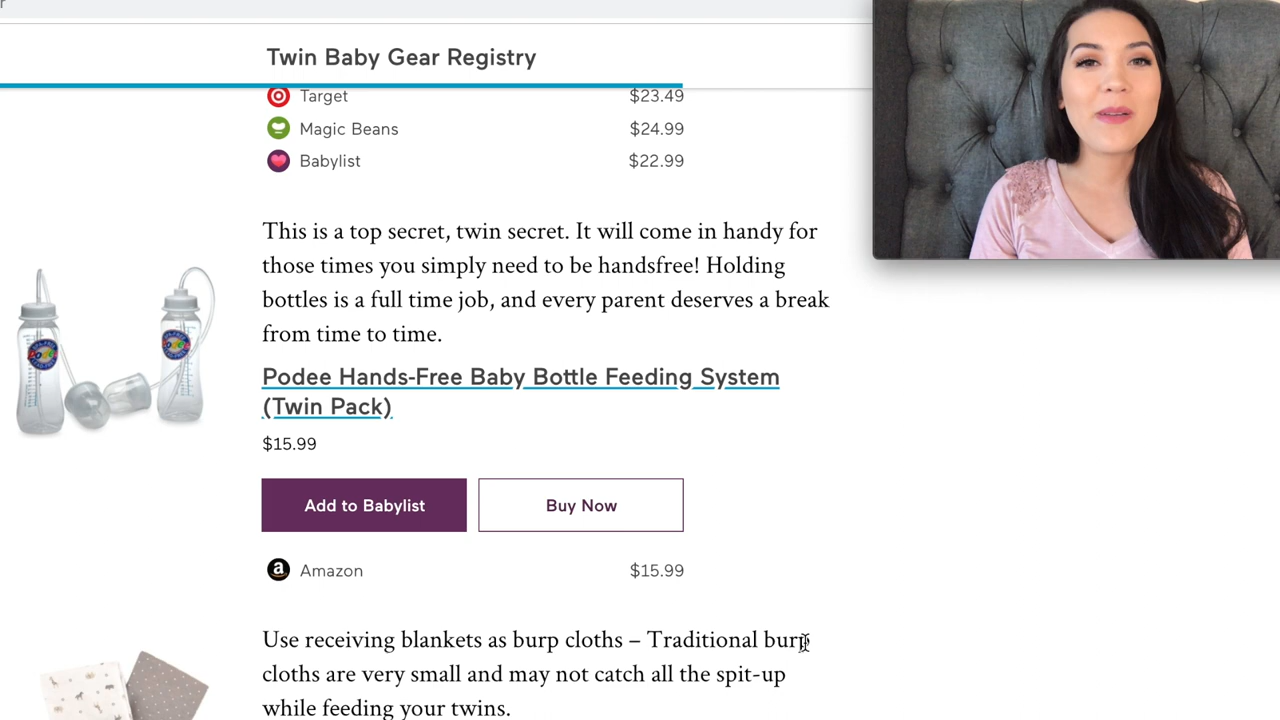 Twin Baby Gear Registry
Target $23.49
Magic Beans $24.99
Babylist $22.99
This is a top secret, twin secret. It will come in handy for
those times you simply need to be handsfree! Holding
bottles is a full time job, and every parent deserves a break
from time to time.
Podee Hands-Free Baby Bottle Feeding System
(Twin Pack)
$15.99
Add to Babylist Buy Now
a Amazon $15.99
Use receiving blankets as burp cloths – Traditional burp
cloths are very small and may not catch all the spit-up
while feeding your twins.